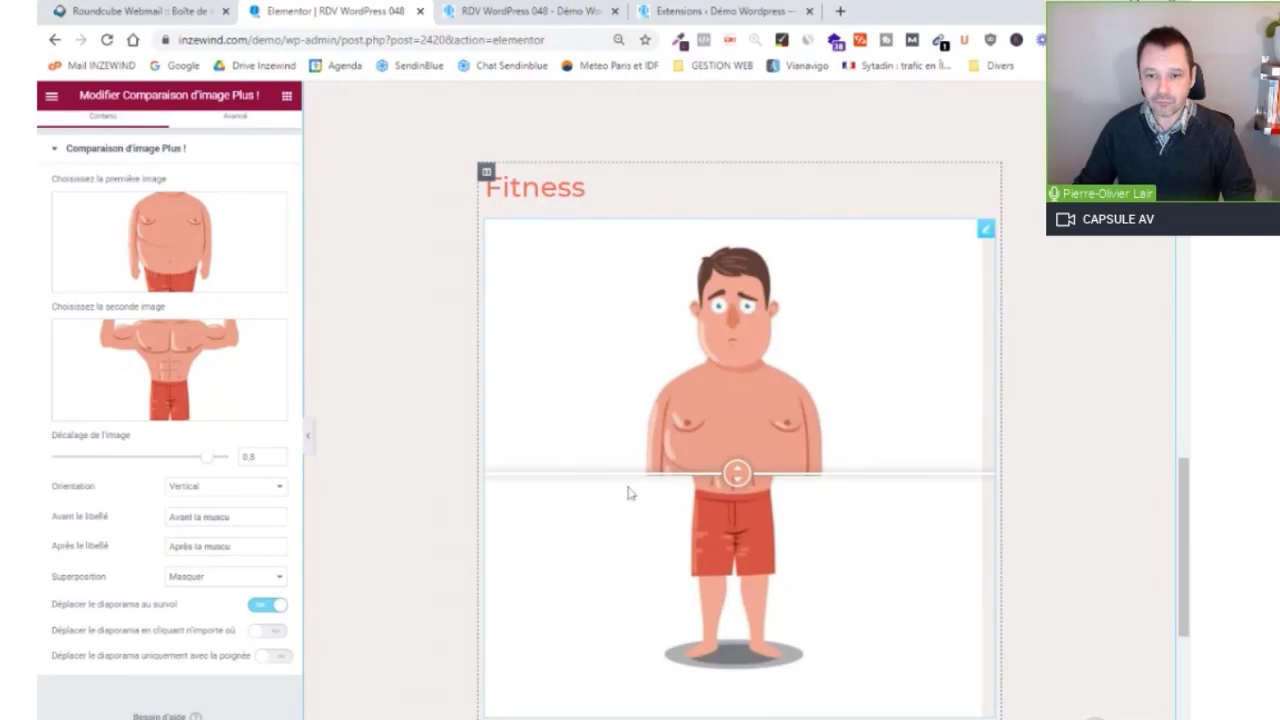 Roundcube Webmail :: Boîte de
Elementor | RDV WordPress 048
RDV WordPress 048 - Démo Wo
Extensions ‹ Démo Wordpress —
inzewind.com/demo/wp-admin/post.php?post=2420&action=elementor
Mail INZEWIND
Google
Drive Inzewind
Agenda
SendinBlue
Chat Sendinblue
Meteo Paris et IDF
GESTION WEB
Vianavigo
Sytadin : trafic en Î...
Divers
Modifier Comparaison d'image Plus !
Contenu
Avancé
Comparaison d'image Plus !
Choisissez la première image
Choisissez la seconde image
Décalage de l'image
0,8
Orientation
Vertical
Avant le libellé
Avant la muscu
Après le libellé
Après la muscu
Superposition
Masquer
Déplacer le diaporama au survol
Déplacer le diaporama en cliquant n'importe où
Déplacer le diaporama uniquement avec la poignée
Besoin d'aide
Fitness
Pierre-Olivier Lair
CAPSULE AV